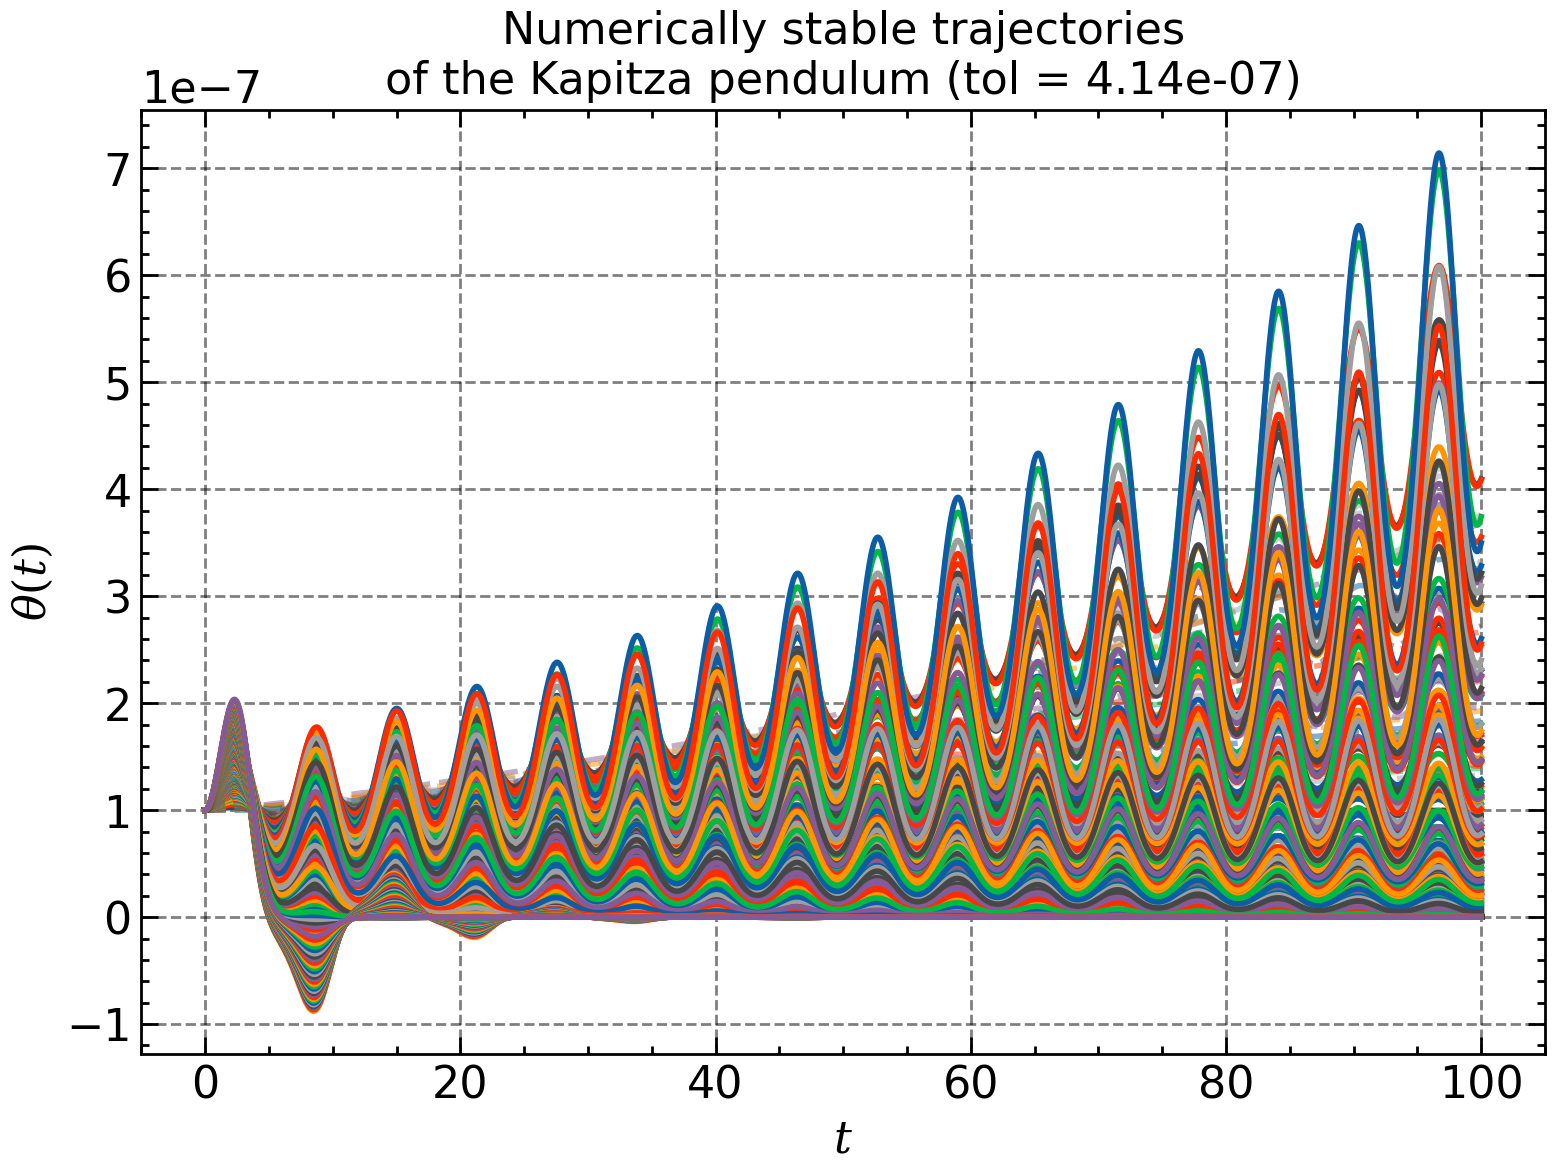 Numerically stable trajectories
of the Kapitza pendulum (tol = 4.14e-07)
1e−7
7
6
5
4
3
2
1
0
−1
θ(t)
0 20 40 60 80 100
t